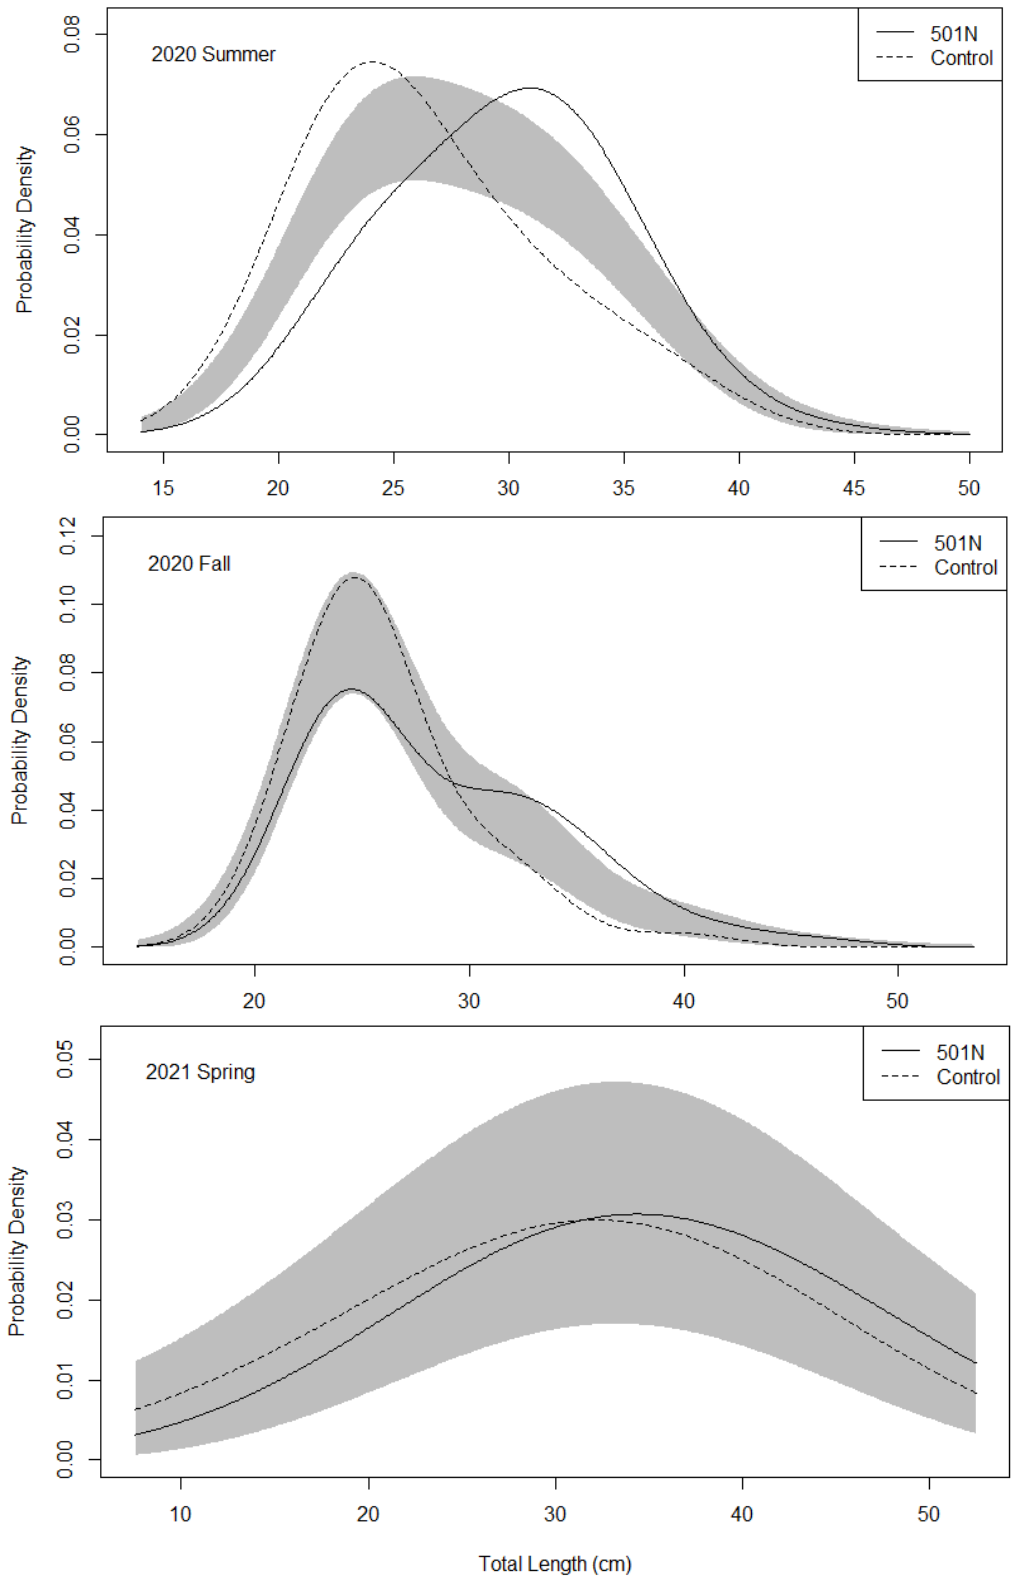 2020 Summer
501N
Control
Probability Density
0.00 0.02 0.04 0.06 0.08
15 20 25 30 35 40 45 50
2020 Fall
501N
Control
Probability Density
0.00 0.02 0.04 0.06 0.08 0.10 0.12
20 30 40 50
2021 Spring
501N
Control
Probability Density
0.00 0.01 0.02 0.03 0.04 0.05
10 20 30 40 50
Total Length (cm)